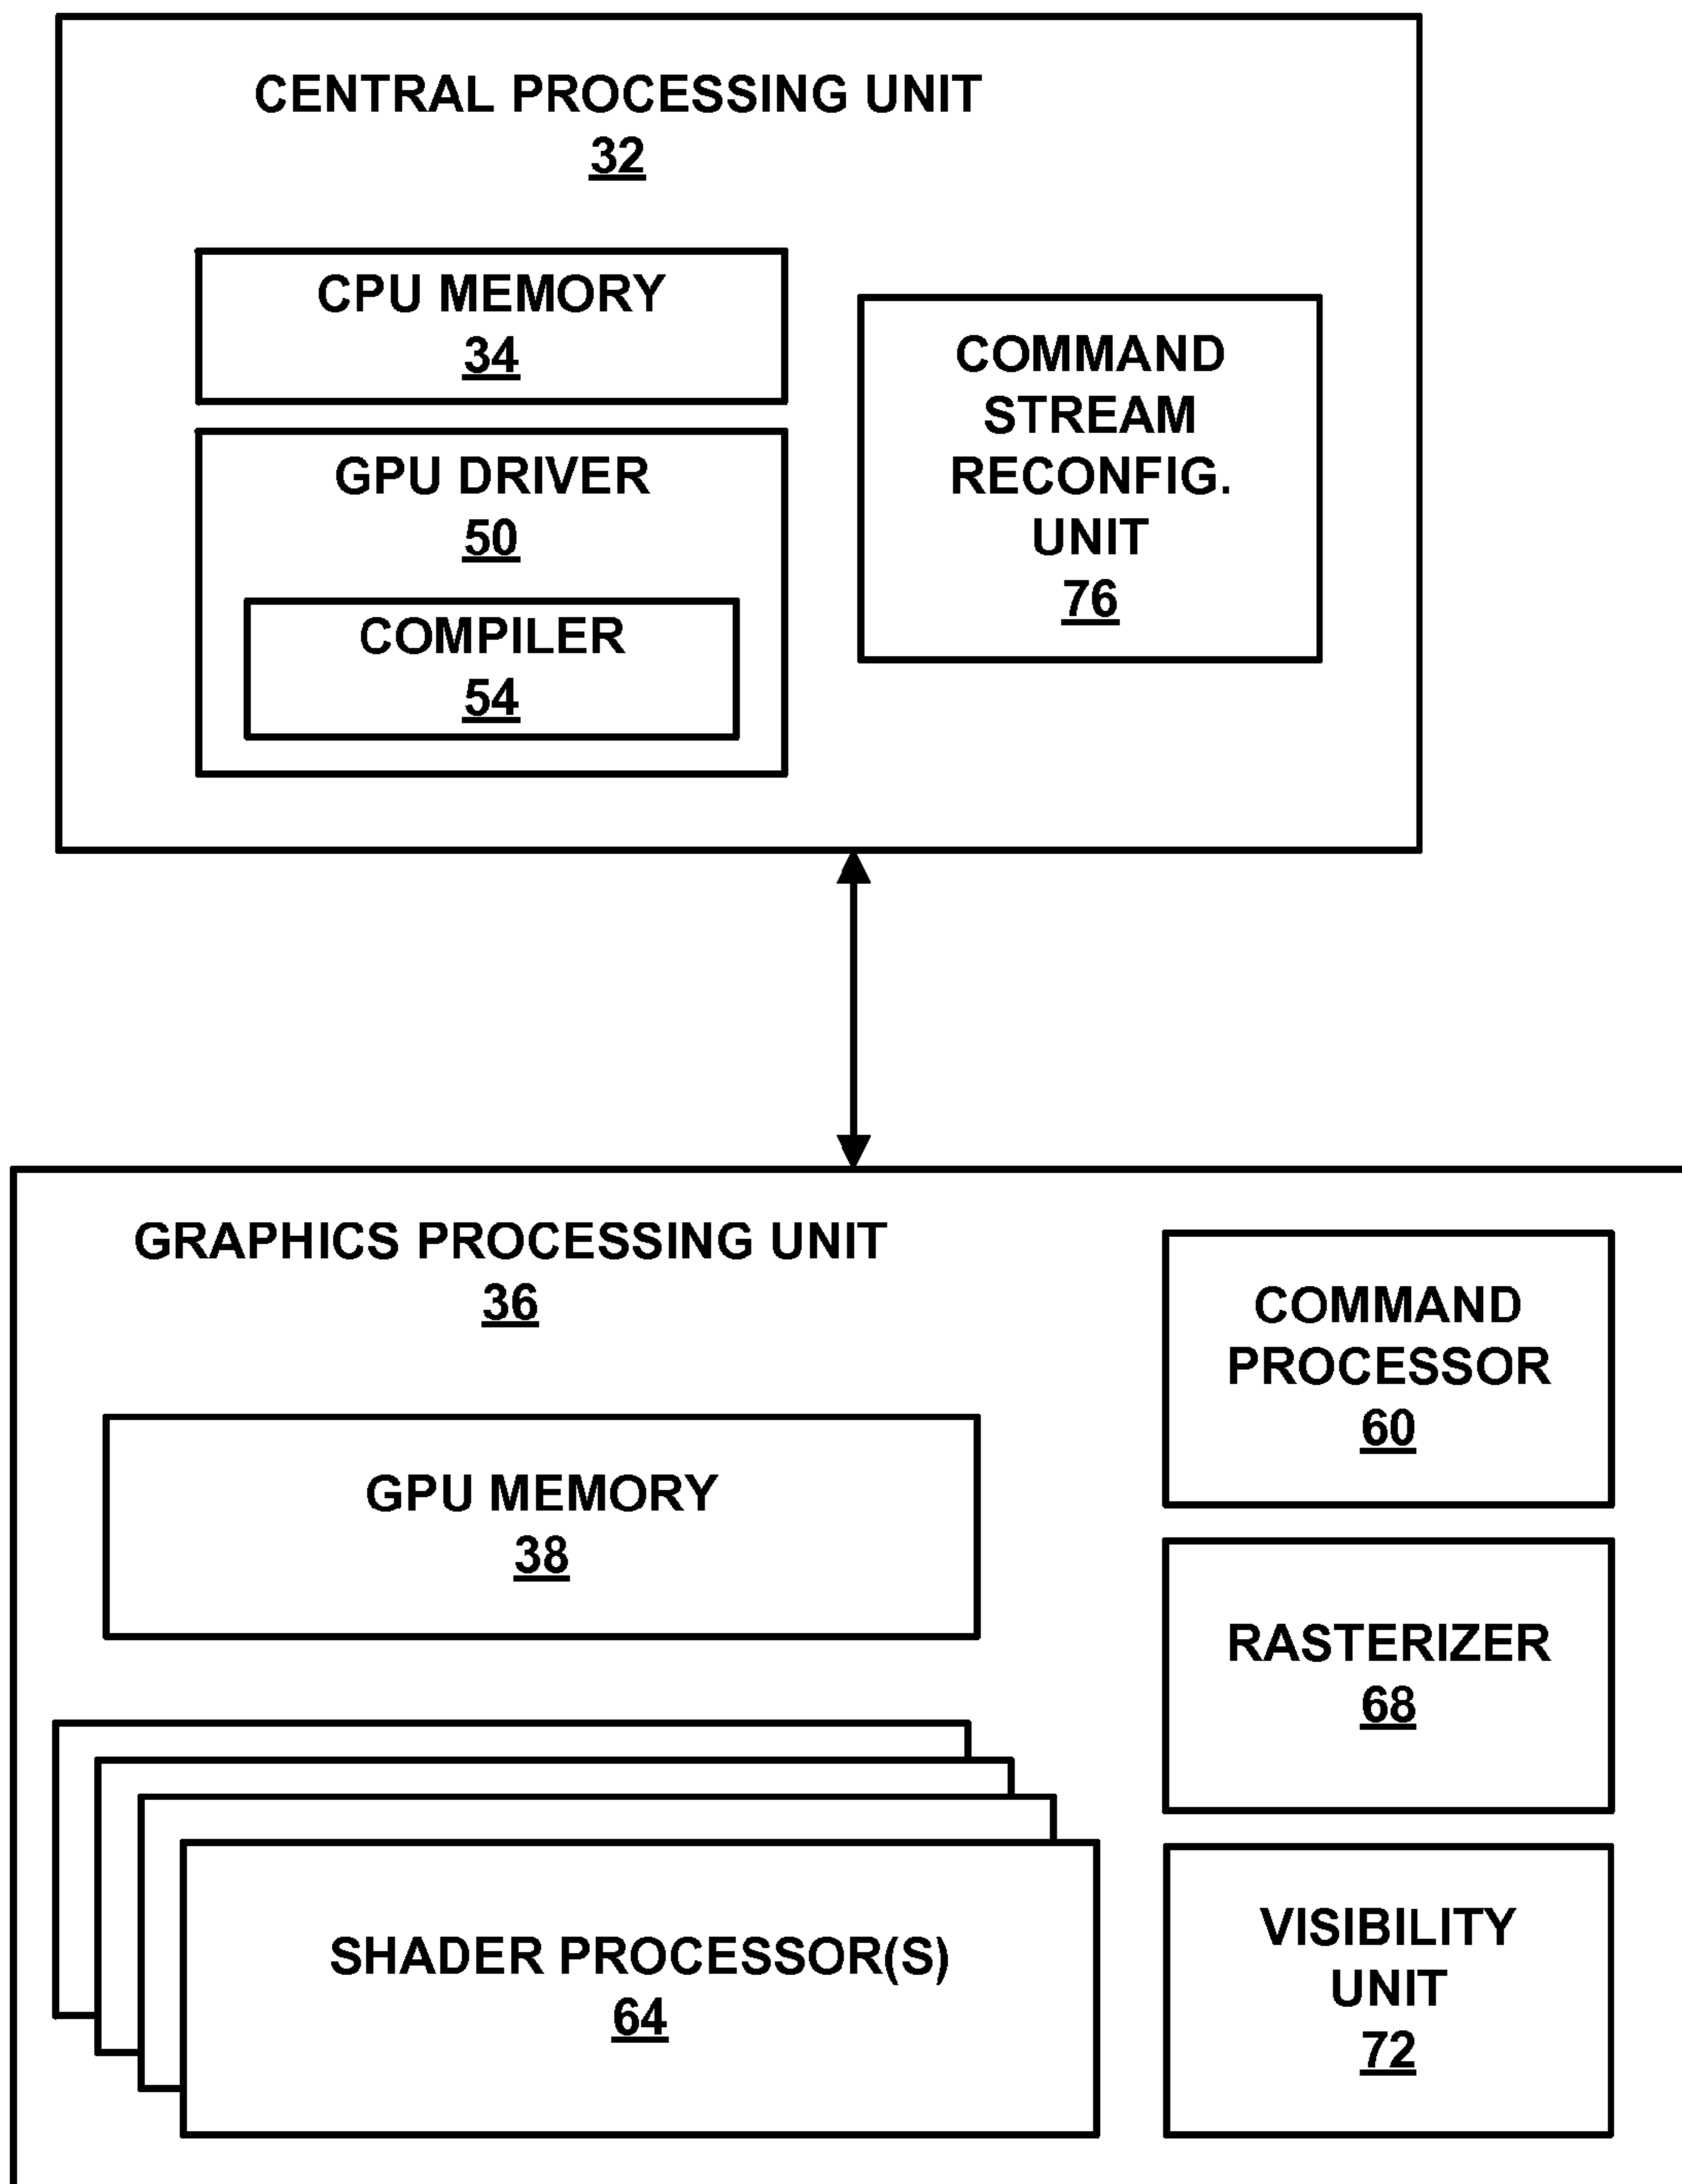 CENTRAL PROCESSING UNIT
32
CPU MEMORY
34
GPU DRIVER
50
COMPILER
54
COMMAND
STREAM
RECONFIG.
UNIT
76
GRAPHICS PROCESSING UNIT
36
GPU MEMORY
38
SHADER PROCESSOR(S)
64
COMMAND
PROCESSOR
60
RASTERIZER
68
VISIBILITY
UNIT
72